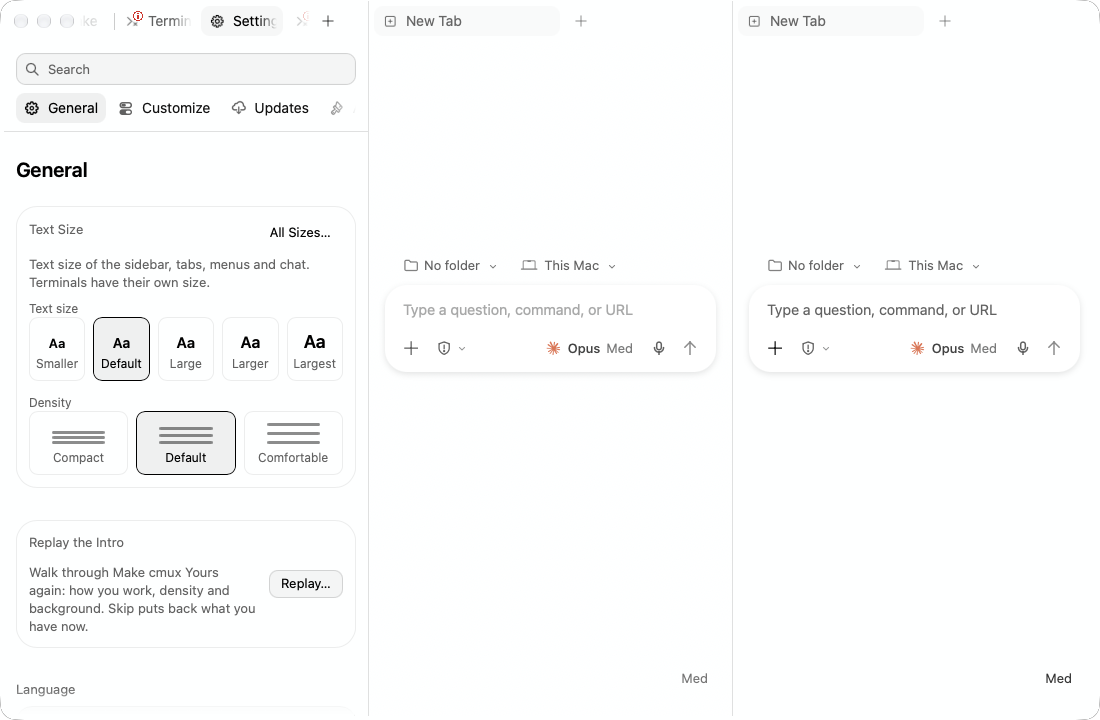 ke
Termin
Setting
New Tab
New Tab
Search
General
Customize
Updates
General
Text Size
All Sizes...
Text size of the sidebar, tabs, menus and chat.
Terminals have their own size.
Text size
Aa
Smaller
Aa
Default
Aa
Large
Aa
Larger
Aa
Largest
Density
Compact
Default
Comfortable
Replay the Intro
Walk through Make cmux Yours
again: how you work, density and
background. Skip puts back what you
have now.
Replay...
Language
No folder
This Mac
Type a question, command, or URL
Opus Med
Med
No folder
This Mac
Type a question, command, or URL
Opus Med
Med